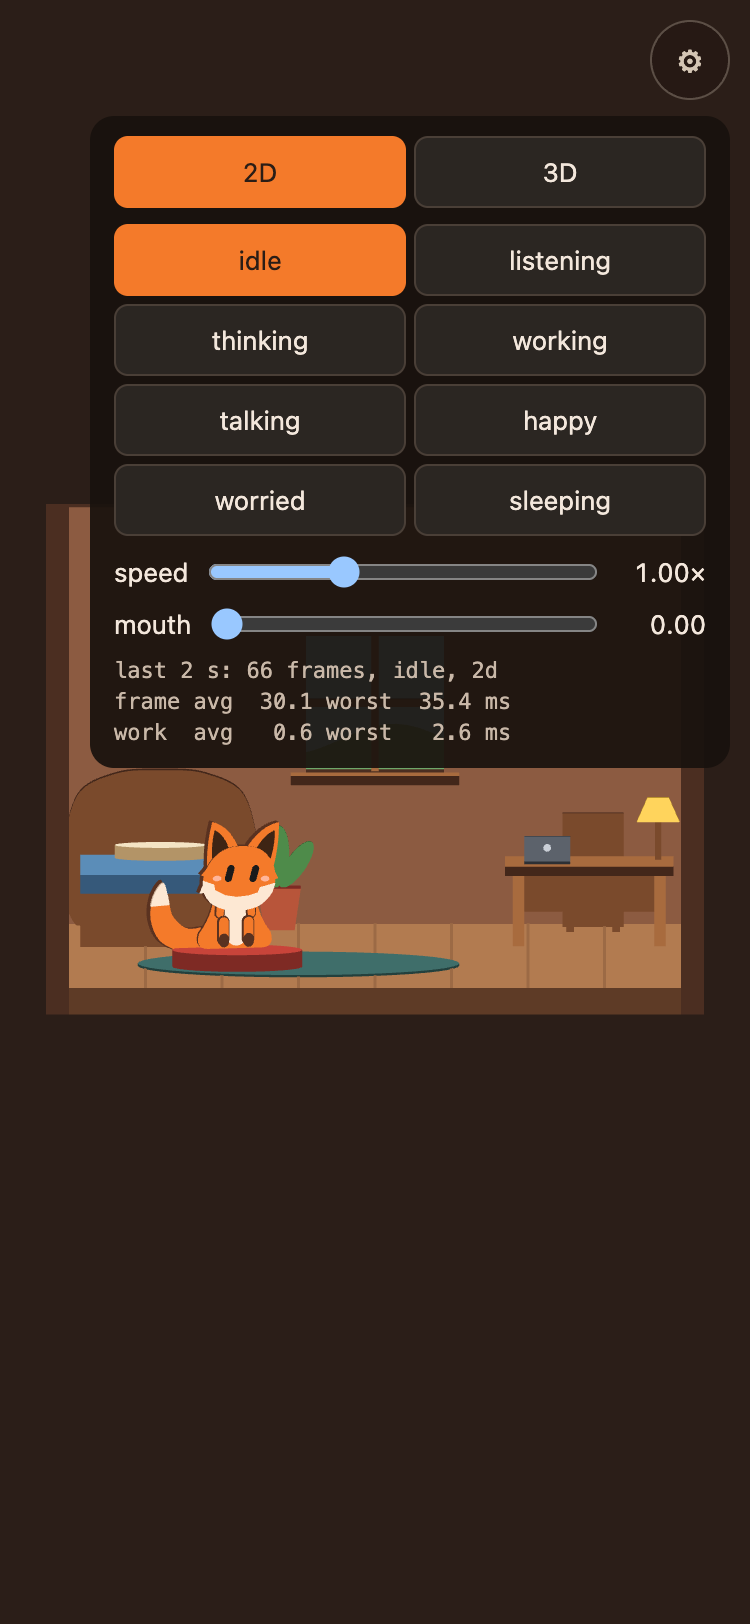 ⚙
2D 3D
idle listening
thinking working
talking happy
worried sleeping
speed 1.00×
mouth 0.00
last 2 s: 66 frames, idle, 2d
frame avg  30.1 worst  35.4 ms
work  avg   0.6 worst   2.6 ms